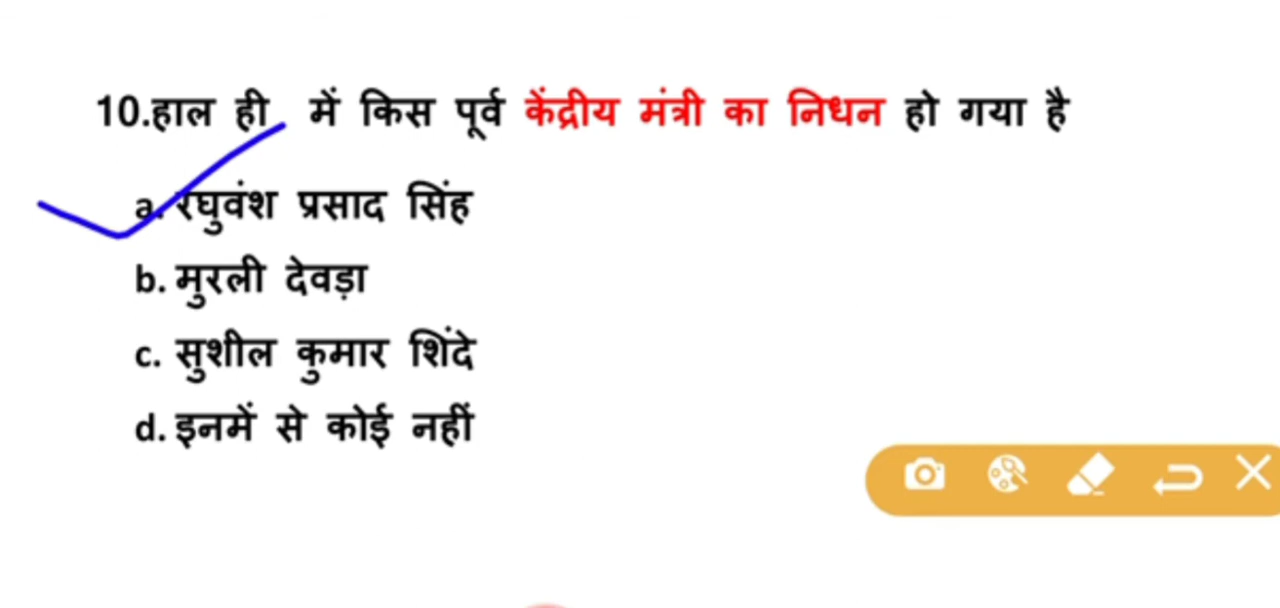 10.हाल ही में किस पूर्व केंद्रीय मंत्री का निधन हो गया है
a. रघुवंश प्रसाद सिंह
b. मुरली देवड़ा
c. सुशील कुमार शिंदे
d. इनमें से कोई नहीं